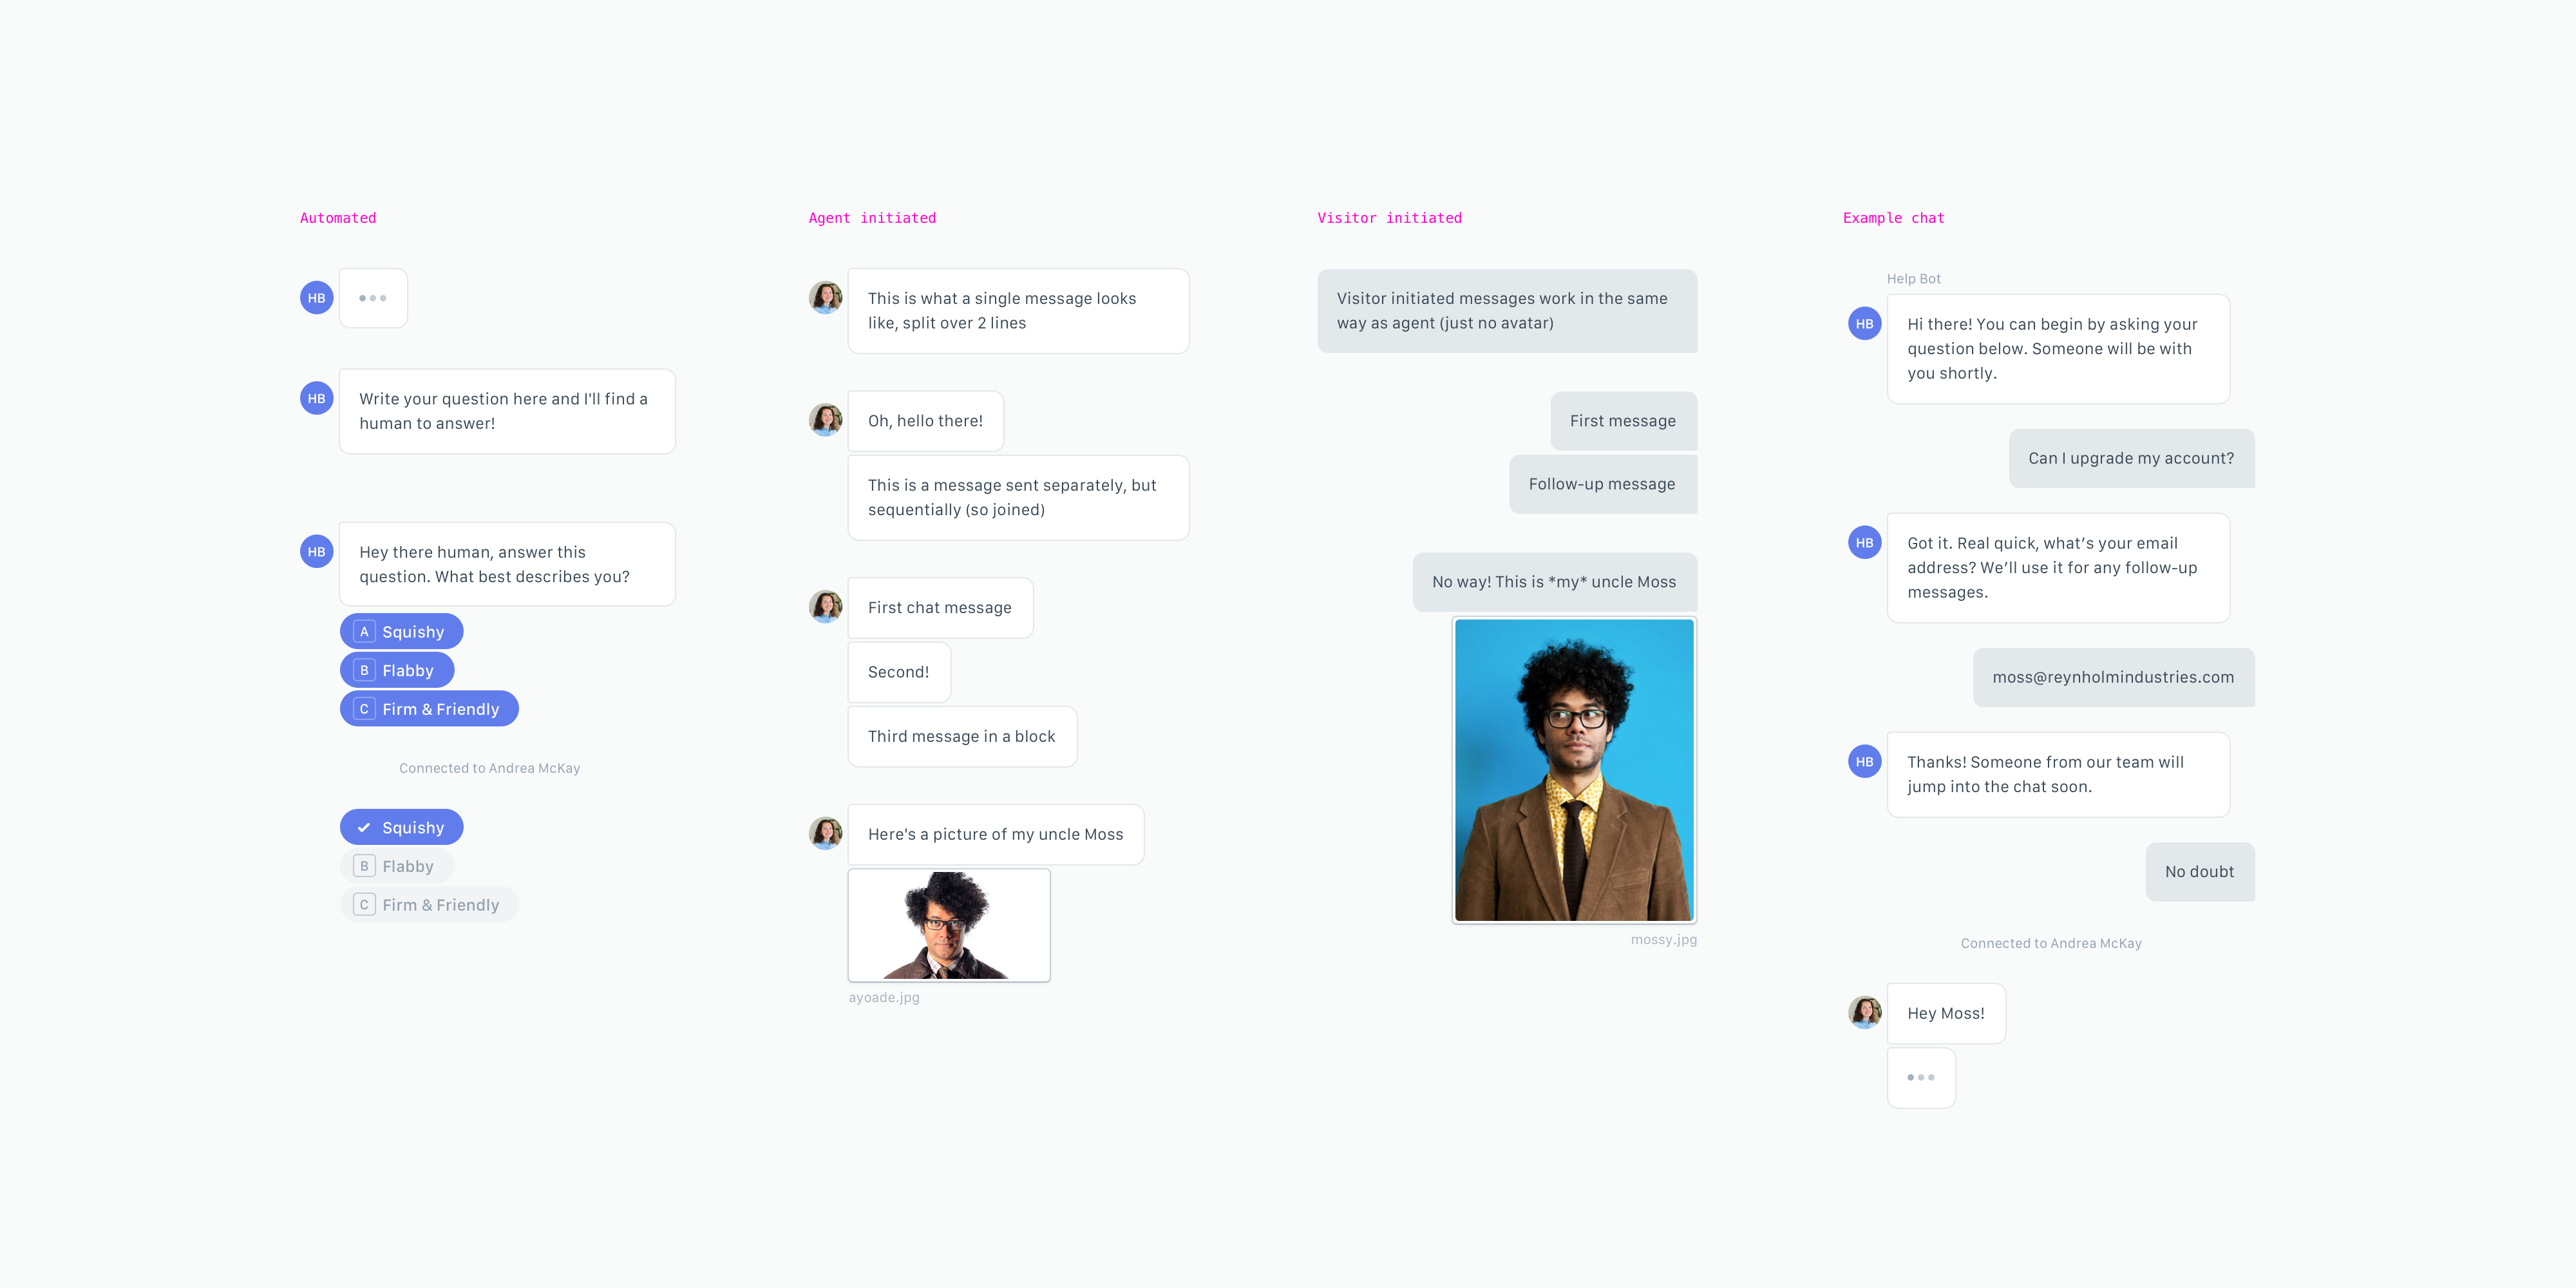 Automated
HB
HB
Write your question here and I'll find a
human to answer!
HB
Hey there human, answer this
question. What best describes you?
A Squishy
B Flabby
C Firm & Friendly
Connected to Andrea McKay
Squishy
B Flabby
C Firm & Friendly
Agent initiated
This is what a single message looks
like, split over 2 lines
Oh, hello there!
This is a message sent separately, but
sequentially (so joined)
First chat message
Second!
Third message in a block
Here's a picture of my uncle Moss
ayoade.jpg
Visitor initiated
Visitor initiated messages work in the same
way as agent (just no avatar)
First message
Follow-up message
No way! This is *my* uncle Moss
mossy.jpg
Example chat
Help Bot
HB
Hi there! You can begin by asking your
question below. Someone will be with
you shortly.
Can I upgrade my account?
HB
Got it. Real quick, what’s your email
address? We’ll use it for any follow-up
messages.
moss@reynholmindustries.com
HB
Thanks! Someone from our team will
jump into the chat soon.
No doubt
Connected to Andrea McKay
Hey Moss!